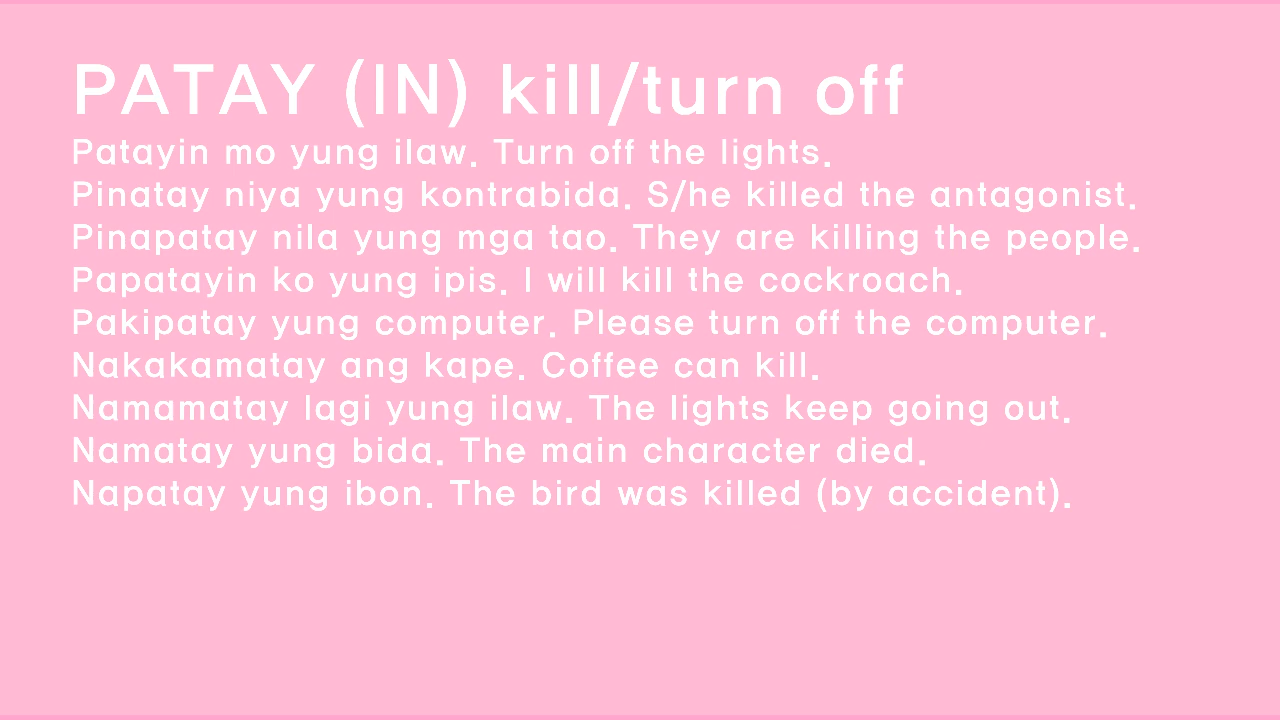 PATAY (IN) kill/turn off
Patayin mo yung ilaw. Turn off the lights.
Pinatay niya yung kontrabida. S/he killed the antagonist.
Pinapatay nila yung mga tao. They are killing the people.
Papatayin ko yung ipis. I will kill the cockroach.
Pakipatay yung computer. Please turn off the computer.
Nakakamatay ang kape. Coffee can kill.
Namamatay lagi yung ilaw. The lights keep going out.
Namatay yung bida. The main character died.
Napatay yung ibon. The bird was killed (by accident).